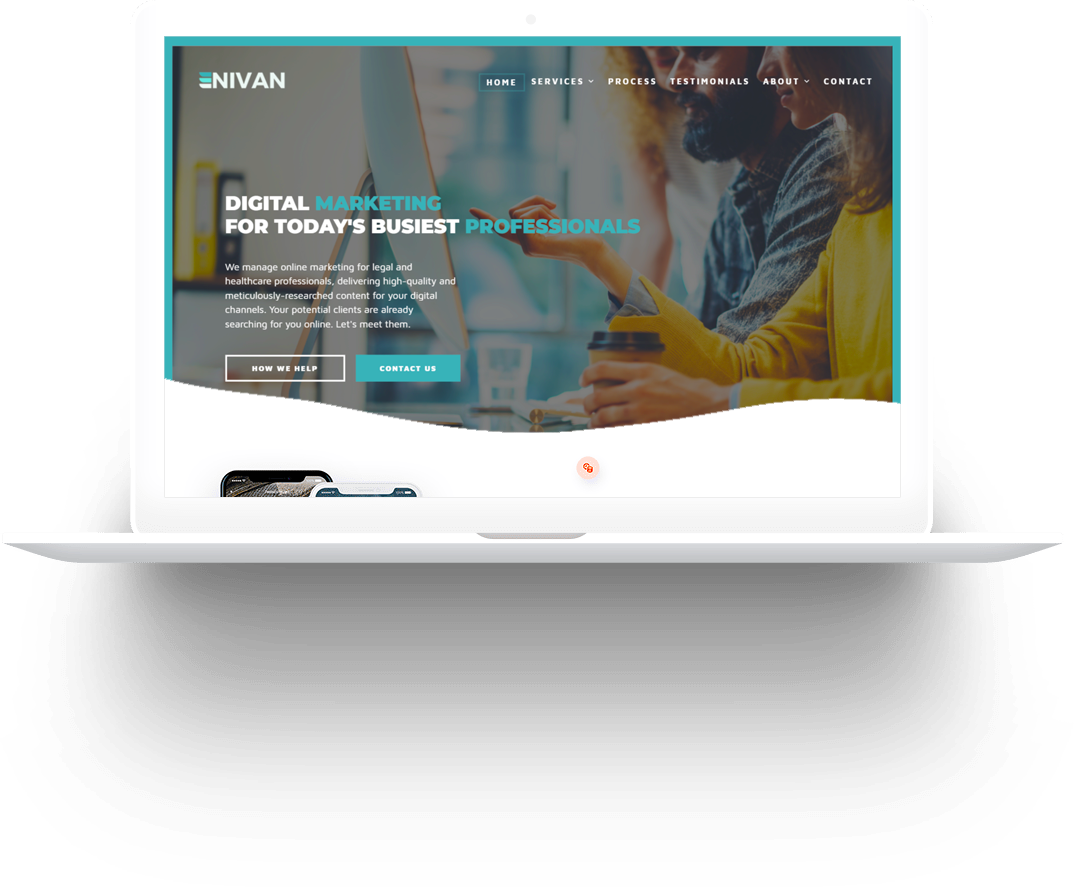 ENIVAN
HOME SERVICES PROCESS TESTIMONIALS ABOUT CONTACT
DIGITAL MARKETING
FOR TODAY'S BUSIEST PROFESSIONALS
We manage online marketing for legal and
healthcare professionals, delivering high-quality and
meticulously-researched content for your digital
channels. Your potential clients are already
searching for you online. Let's meet them.
HOW WE HELP CONTACT US